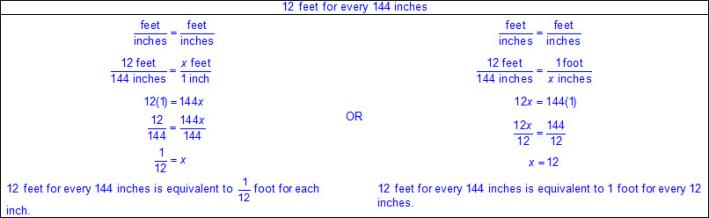 12 feet for every 144 inches
feet/inches = feet/inches
12 feet/144 inches = x feet/1 inch
12(1) = 144x
12/144 = 144x/144
1/12 = x
12 feet for every 144 inches is equivalent to 1/12 foot for each
inch.
OR
feet/inches = feet/inches
12 feet/144 inches = 1 foot/x inches
12x = 144(1)
12x/12 = 144/12
x = 12
12 feet for every 144 inches is equivalent to 1 foot for every 12
inches.